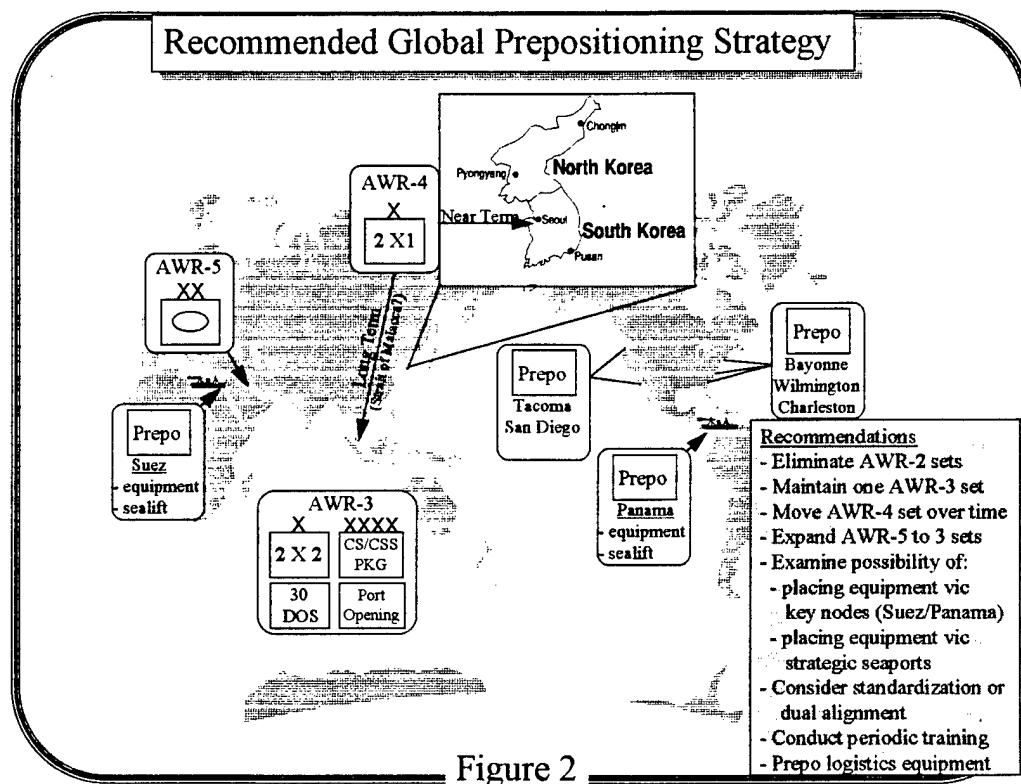 Recommended Global Prepositioning Strategy
Chongjin
North Korea
Pyongyang
Seoul
South Korea
Pusan
AWR-4
X
2 X1
Near Term
Long Term
(Strait of Malacca?)
AWR-5
XX
Prepo
Suez
- equipment
- sealift
AWR-3
X XXXX
2 X 2
CS/CSS
PKG
30
DOS
Port
Opening
Prepo
Tacoma
San Diego
Prepo
Bayonne
Wilmington
Charleston
Prepo
Panama
- equipment
- sealift
Recommendations
- Eliminate AWR-2 sets
- Maintain one AWR-3 set
- Move AWR-4 set over time
- Expand AWR-5 to 3 sets
- Examine possibility of:
- placing equipment vic
key nodes (Suez/Panama)
- placing equipment vic
strategic seaports
- Consider standardization or
dual alignment
- Conduct periodic training
- Prepo logistics equipment
Figure 2